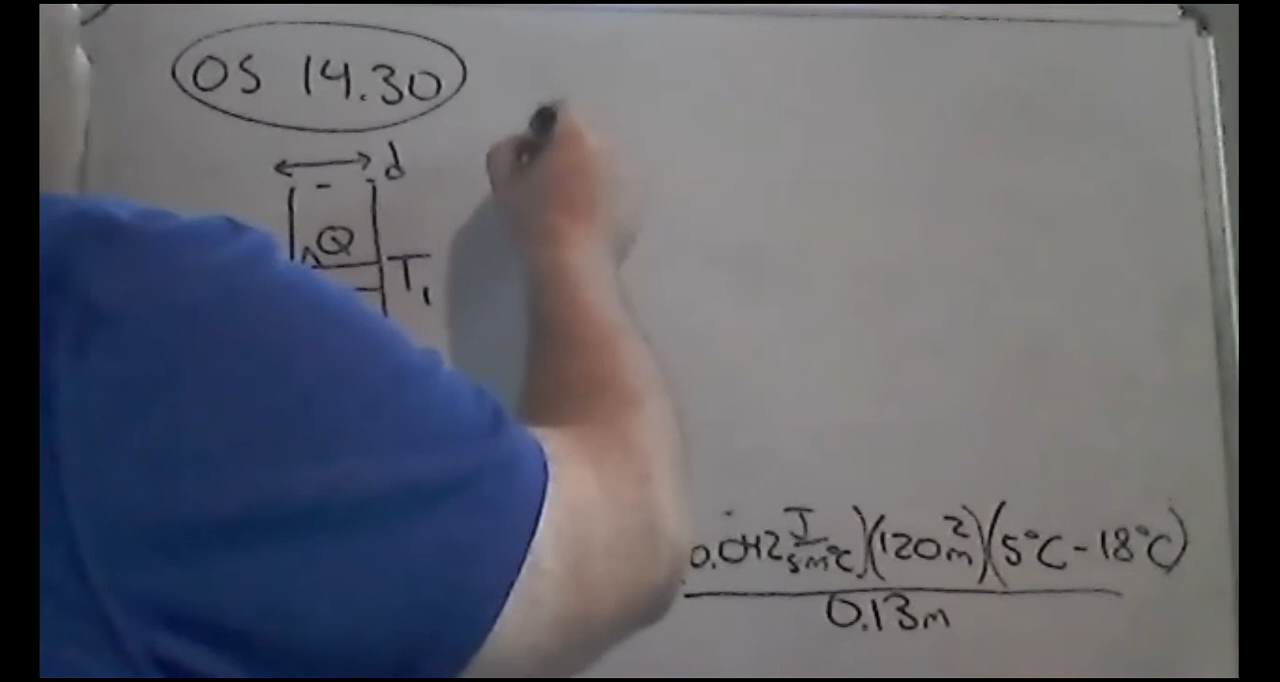 OS 14.30
d
Q
T₁
0.042 J/sm°C)(120m²)(5°C-18°C)
0.13m